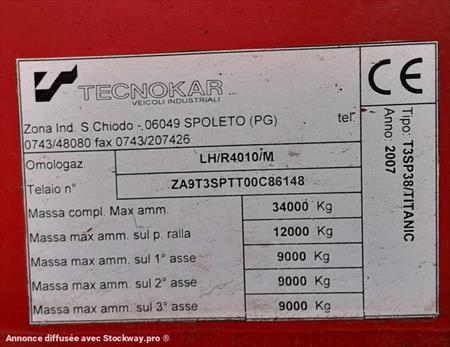 TECNOKAR
VEICOLI INDUSTRIALI
CE
Zona Ind. S.Chiodo - 06049 SPOLETO (PG) tel
0743/48080 fax 0743/207426
Omologaz. LH/R4010/M
Telaio n° ZA9T3SPTT00C86148
Massa compl. Max amm. 34000 Kg
Massa max amm. sul p. ralla 12000 Kg
Massa max amm. sul 1° asse 9000 Kg
Massa max amm. sul 2° asse 9000 Kg
Massa max amm. sul 3° asse 9000 Kg
Tipo: T3SP38/TITANIC
Anno: 2007
Annonce diffusée avec Stockway.pro ®